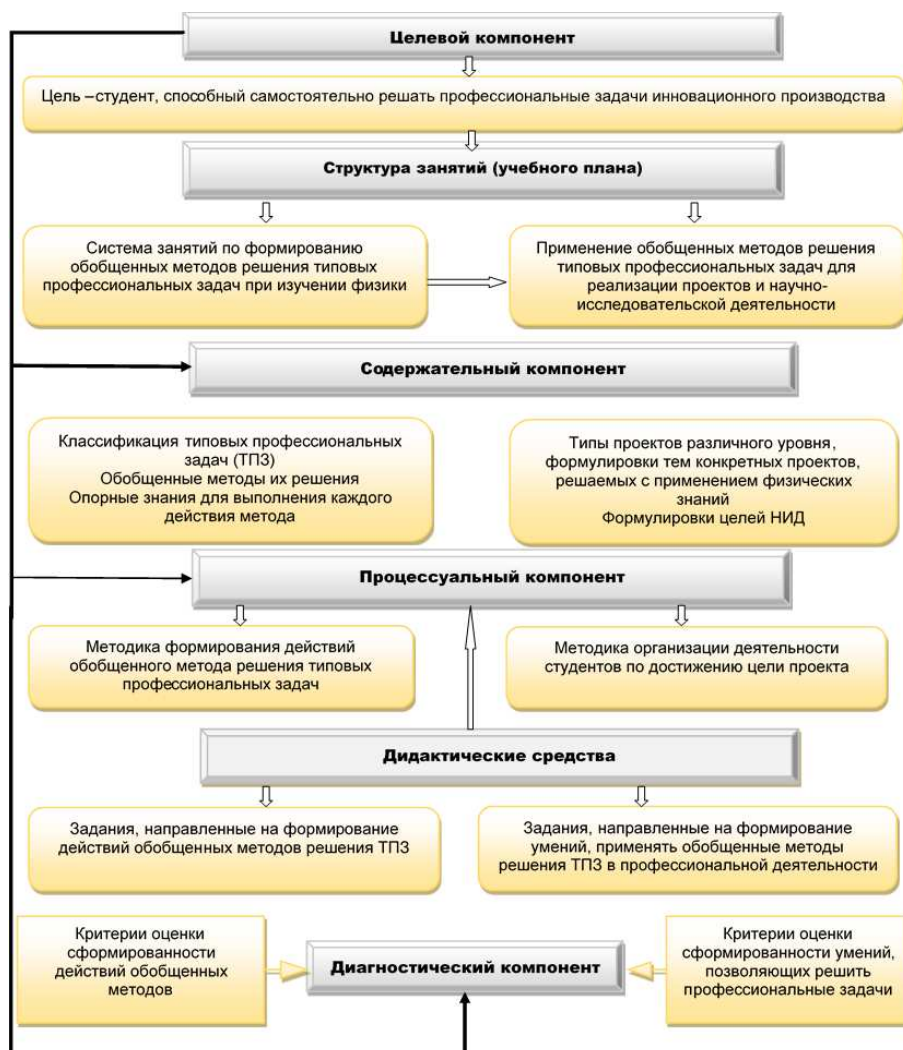 Целевой компонент
Цель –студент, способный самостоятельно решать профессиональные задачи инновационного производства
Структура занятий (учебного плана)
Система занятий по формированию
обобщенных методов решения типовых
профессиональных задач при изучении физики
Применение обобщенных методов решения
типовых профессиональных задач для
реализации проектов и научно-
исследовательской деятельности
Содержательный компонент
Классификация типовых профессиональных
задач (ТПЗ)
Обобщенные методы их решения
Опорные знания для выполнения каждого
действия метода
Типы проектов различного уровня,
формулировки тем конкретных проектов,
решаемых с применением физических
знаний
Формулировки целей НИД
Процессуальный компонент
Методика формирования действий
обобщенного метода решения типовых
профессиональных задач
Методика организации деятельности
студентов по достижению цели проекта
Дидактические средства
Задания, направленные на формирование
действий обобщенных методов решения ТПЗ
Задания, направленные на формирование
умений, применять обобщенные методы
решения ТПЗ в профессиональной деятельности
Критерии оценки
сформированности
действий обобщенных
методов
Диагностический компонент
Критерии оценки
сформированности умений,
позволяющих решить
профессиональные задачи